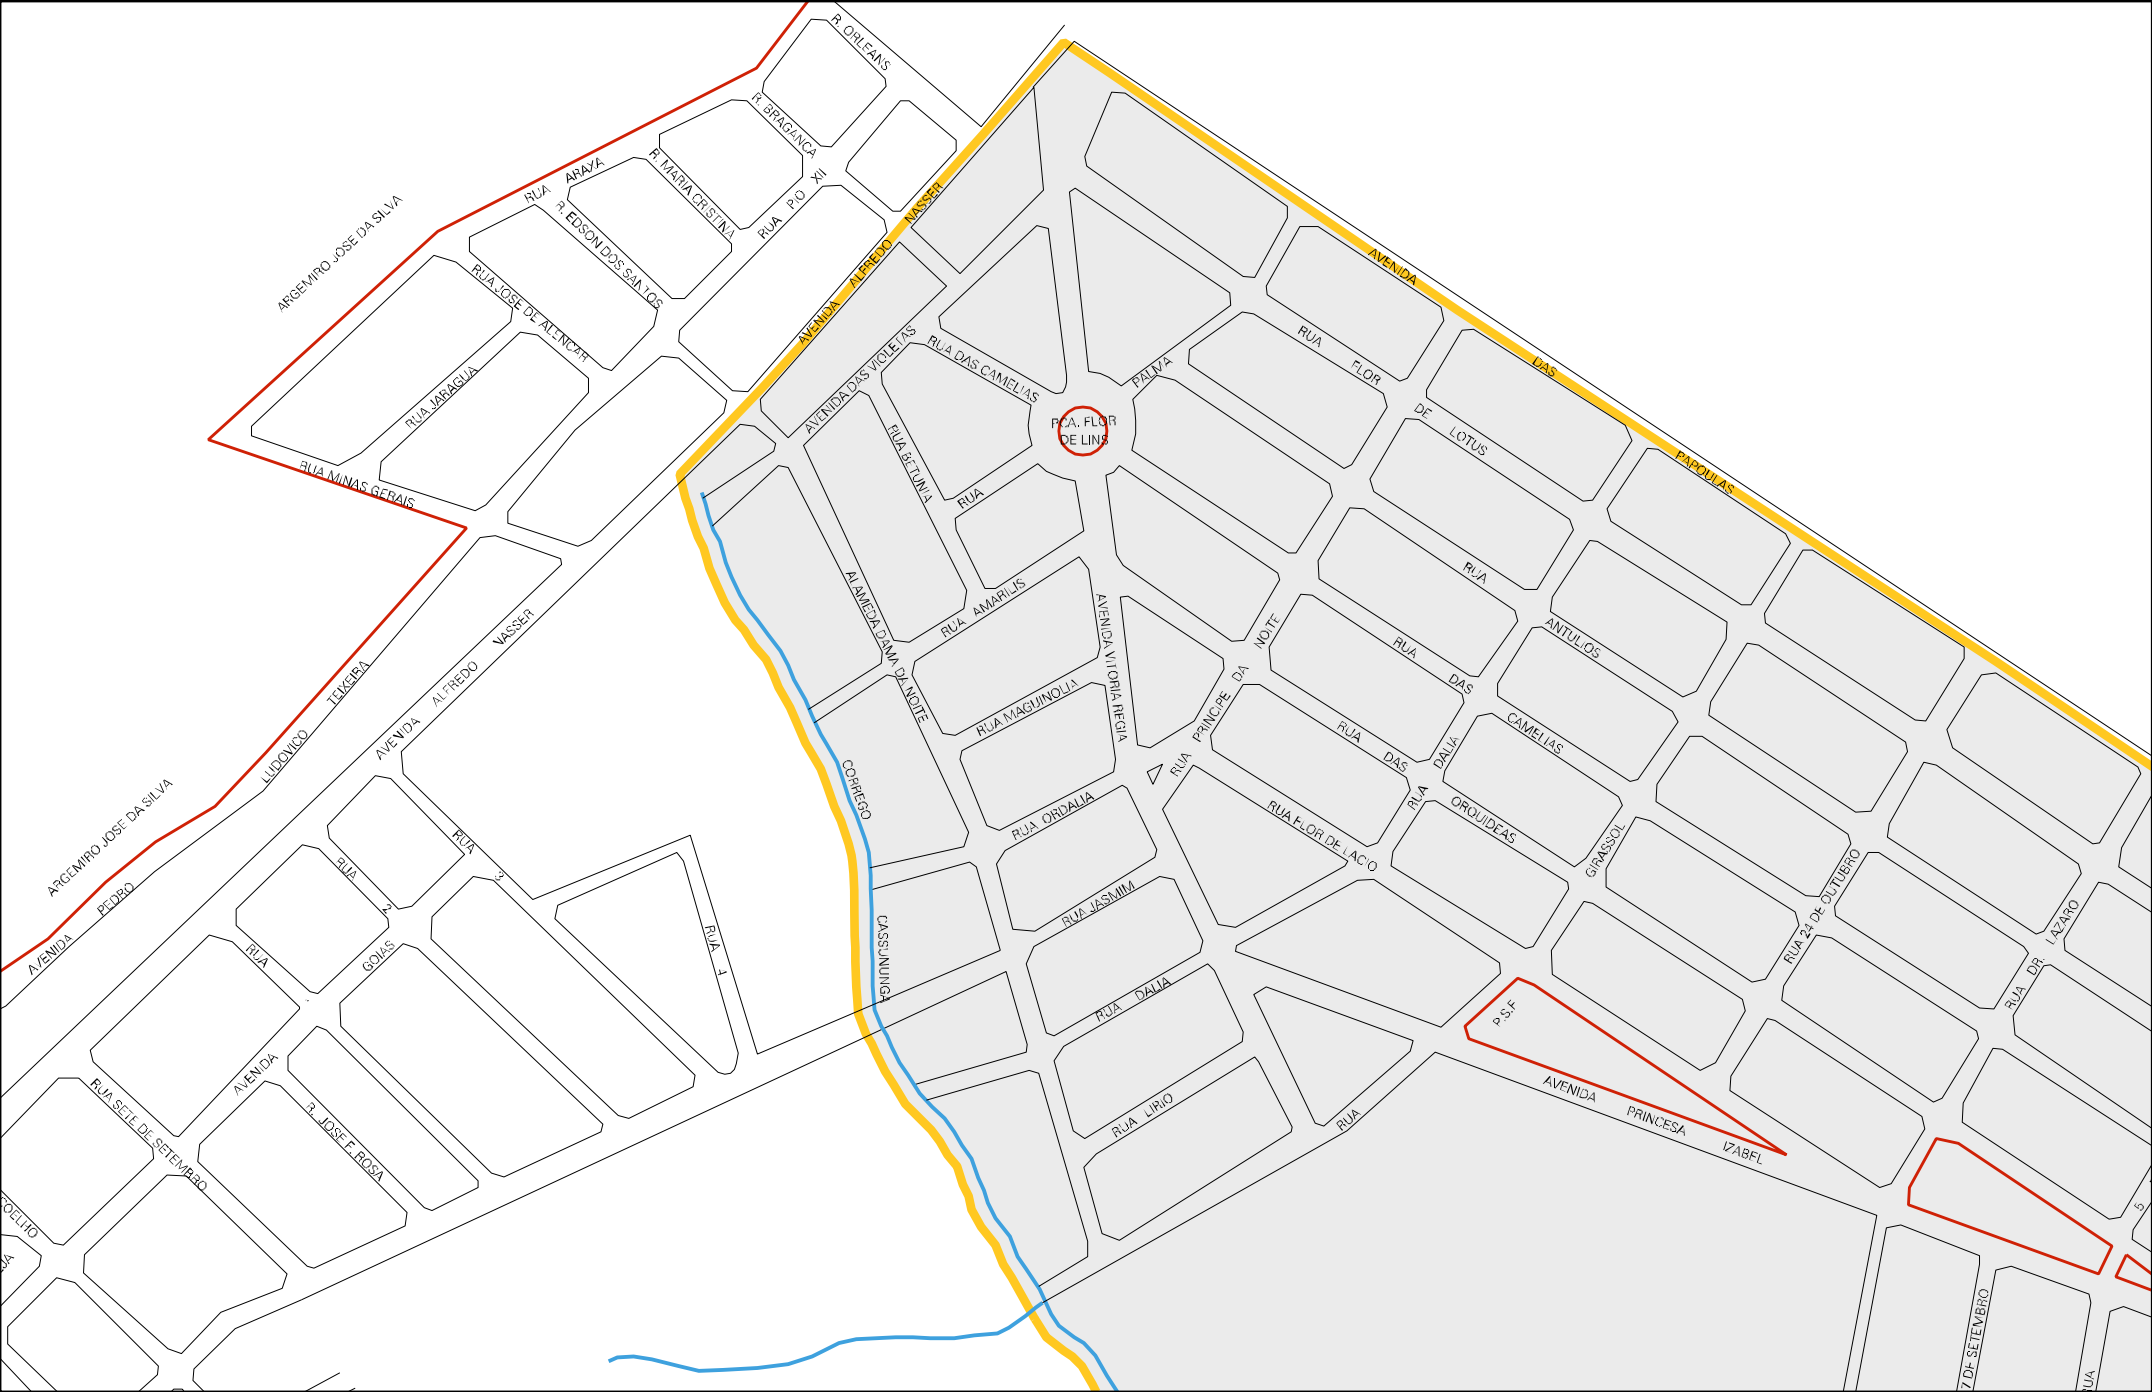 R. ORLEANS
R. BRAGANCA
RUA ARAXA
R. MARIA CRISTINA
RUA PIO XII
R. EDSON DOS SANTOS
ARGEMIRO JOSE DA SILVA
RUA JOSE DE ALENCAR
RUA JARAGUA
RUA MINAS GERAIS
AVENIDA ALFREDO NASSER
AVENIDA DAS PAPOULAS
AVENIDA DAS VIOLETAS
RUA DAS CAMELIAS
PCA. FLOR
DE LINS
RUA PALMA
RUA BETUNIA
RUA FLOR DE LOTUS
RUA ANTULIOS
RUA AMARILIS
ALAMEDA DAMA DA NOITE
AVENIDA VITORIA REGIA
RUA MAGUINOLIA
RUA PRINCIPE DA NOITE
RUA DAS CAMELIAS
RUA DAS ORQUIDEAS
RUA DALIA
RUA ORDALIA
RUA FLOR DE LACIO
GIRASSOL
RUA 24 DE OUTUBRO
RUA DR. LAZARO
RUA JASMIM
RUA DALIA
RUA LIRIO
RUA
P.S.F
AVENIDA PRINCESA IZABEL
CORREGO CASSUNUNGA
AVENIDA ALFREDO NASSER
AVENIDA PEDRO LUDOVICO TEIXEIRA
ARGEMIRO JOSE DA SILVA
RUA 3
RUA 2
RUA 4
RUA
AVENIDA GOIAS
RUA SETE DE SETEMBRO
R. JOSE F. ROSA
COELHO
7 DE SETEMBRO
5
UA